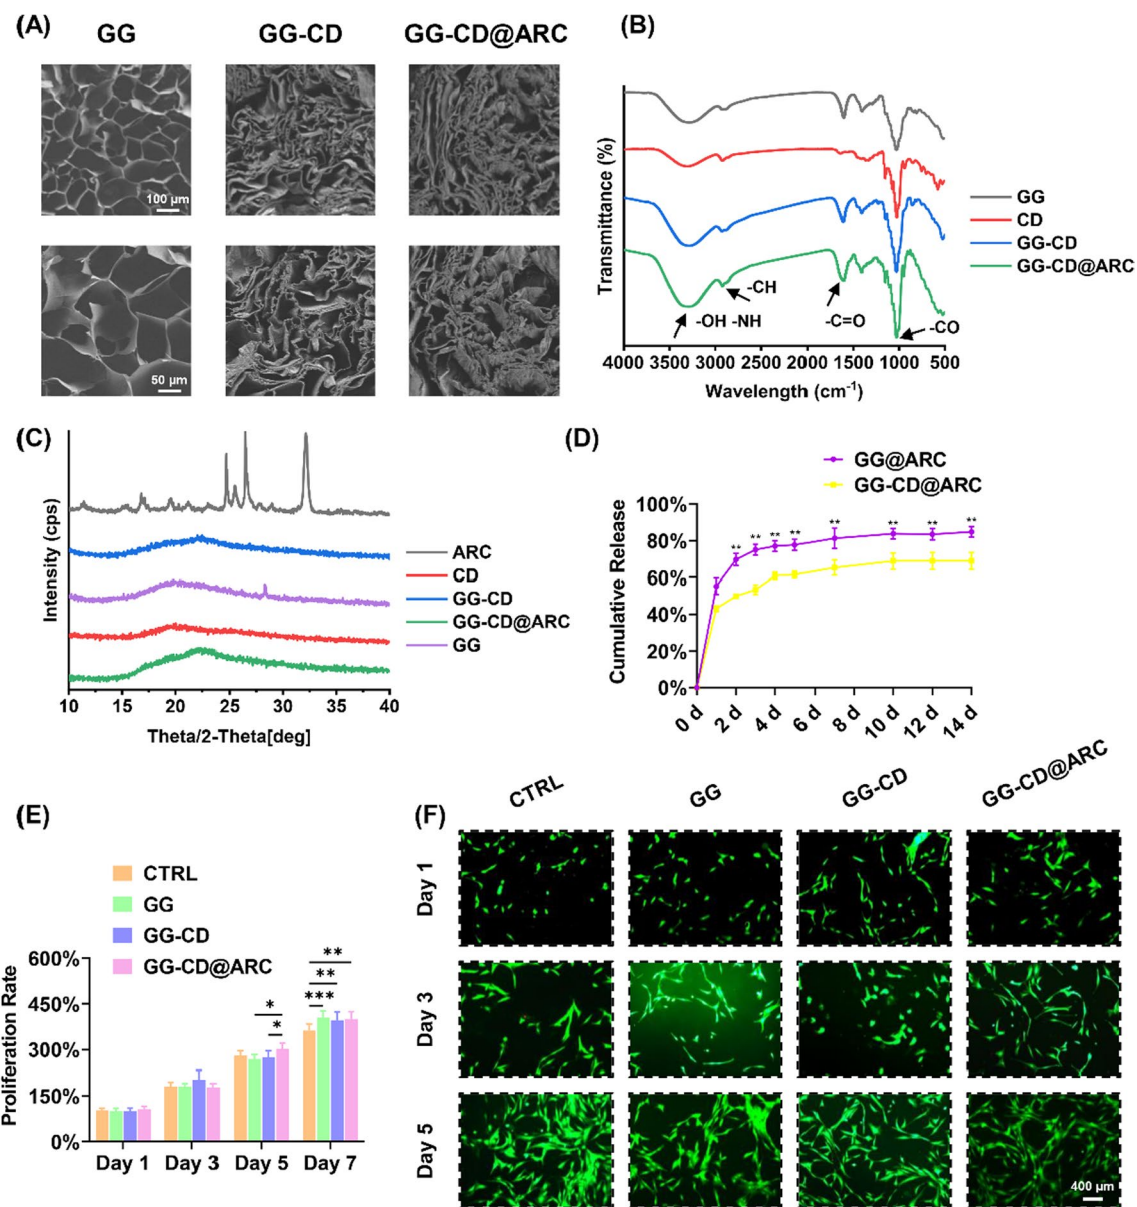 (A)
GG
GG-CD
GG-CD@ARC
100 µm
50 µm
(B)
Transmittance (%)
-CH
-OH -NH
-C=O
-CO
4000 3500 3000 2500 2000 1500 1000 500
Wavelength (cm⁻¹)
GG
CD
GG-CD
GG-CD@ARC
(C)
Intensity (cps)
10 15 20 25 30 35 40
Theta/2-Theta[deg]
ARC
CD
GG-CD
GG-CD@ARC
GG
(D)
GG@ARC
GG-CD@ARC
Cumulative Release
100%
80%
60%
40%
20%
0%
** ** ** ** ** ** ** **
0 d 2 d 4 d 6 d 8 d 10 d 12 d 14 d
(E)
CTRL
GG
GG-CD
GG-CD@ARC
Proliferation Rate
600%
450%
300%
150%
0%
*
*
**
**
***
Day 1 Day 3 Day 5 Day 7
(F)
CTRL
GG
GG-CD
GG-CD@ARC
Day 1
Day 3
Day 5
400 µm